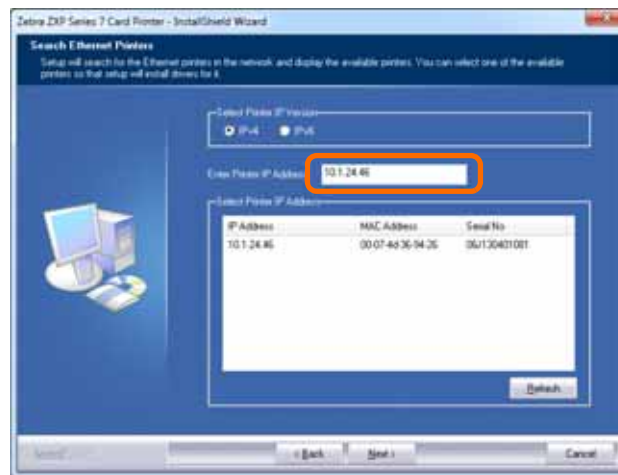 Zebra ZXP Series 7 Card Printer - InstallShield Wizard
Search Ethernet Printers
Setup will search for the Ethernet printers in the network and display the available printers. You can select one of the available
printers so that setup will install drivers for it.
Select Printer IP Version
IPv4 IPv6
Enter Printer IP Address 10.1.24.46
Select Printer IP Address
IP Address MAC Address Serial No
10.1.24.46 00-07-4d-36-94-26 06J130401081
Refresh
< Back Next > Cancel